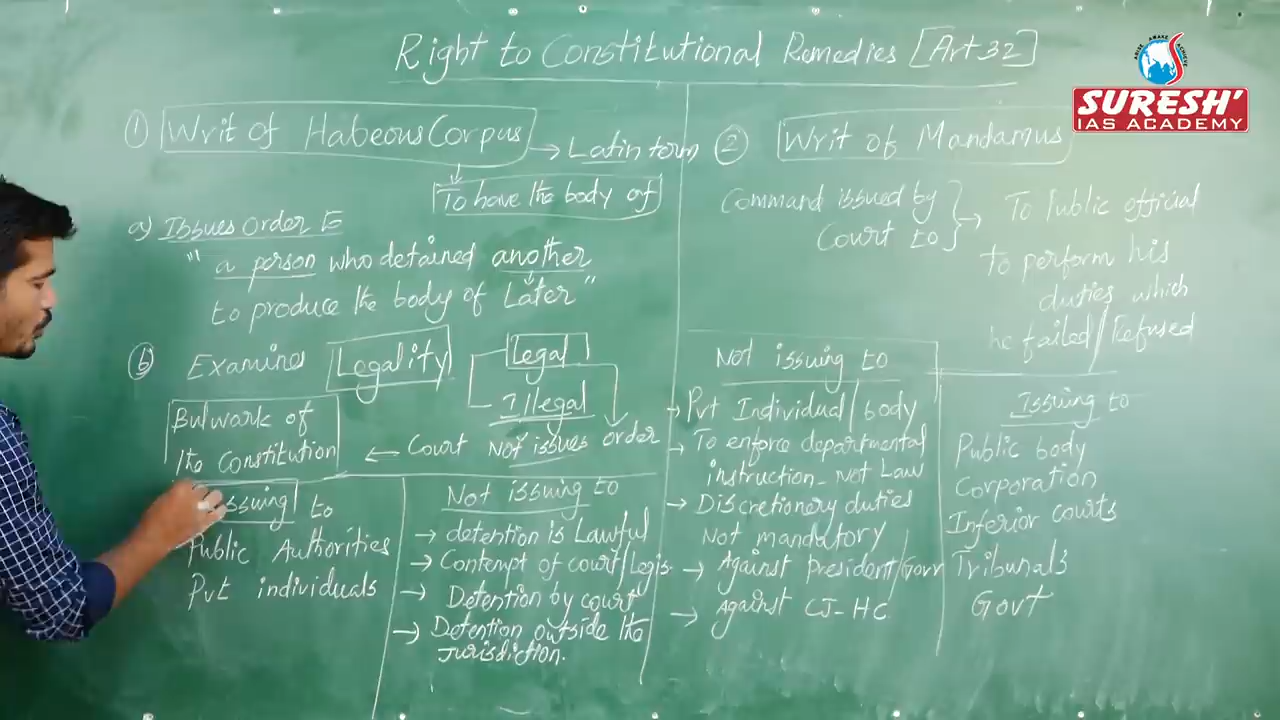 Right to Constitutional Remedies [Art 32]
ARISE AWAKE ACHIEVE
SURESH'
IAS ACADEMY
① Writ of HabeousCorpus → Latin term
To have the body of
a) Issues Order to
" a person who detained another
to produce the body of Later "
ⓑ Examines Legality
Legal
Illegal
Court Not issues order
Bulwark of
the Constitution
issuing to
Public Authorities
Pvt individuals
Not issuing to
→ detention is Lawful
→ Contempt of court/Legis
→ Detention by court
→ Detention outside the
Jurisdiction.
② Writ of Mandamus
Command issued by
Court to
→ To Public official
to perform his
duties which
he failed/Refused
Not issuing to
→ Pvt Individual/body
→ To enforce departmental
instruction - Not Law
→ Discretionary duties
Not mandatory
→ Against President/Govr
→ Against CJ-HC
Issuing to
Public body
Corporation
Inferior courts
Tribunals
Govt